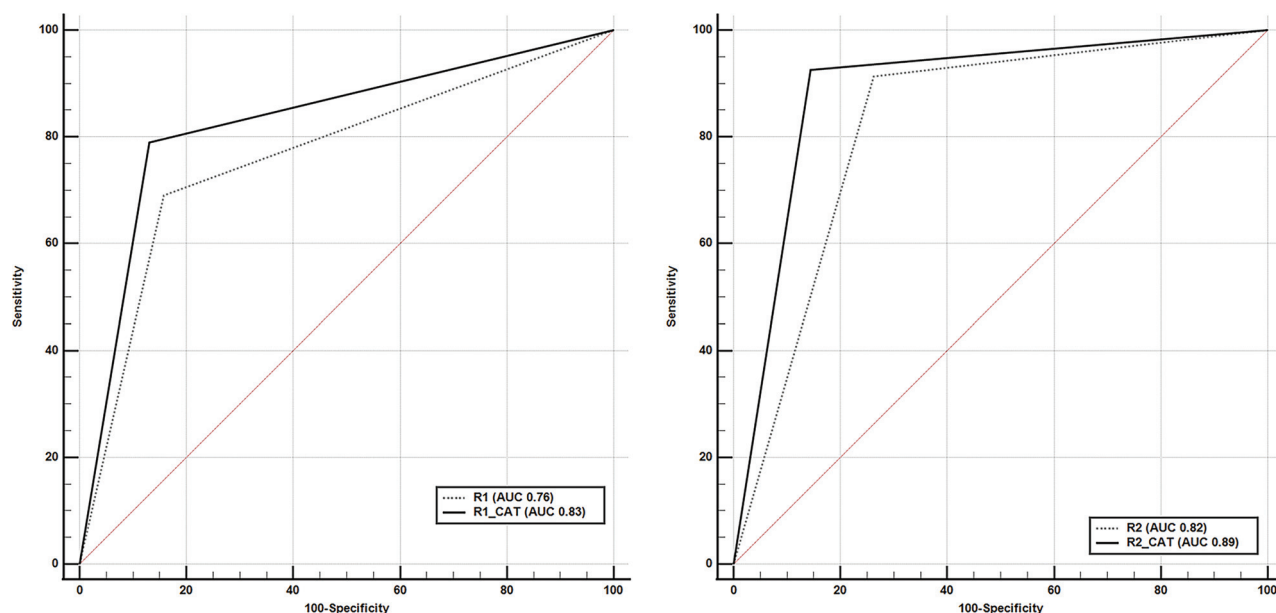 100
80
60
40
20
0
Sensitivity
0 20 40 60 80 100
100-Specificity
R1 (AUC 0.76)
R1_CAT (AUC 0.83)
100
80
60
40
20
0
Sensitivity
0 20 40 60 80 100
100-Specificity
R2 (AUC 0.82)
R2_CAT (AUC 0.89)